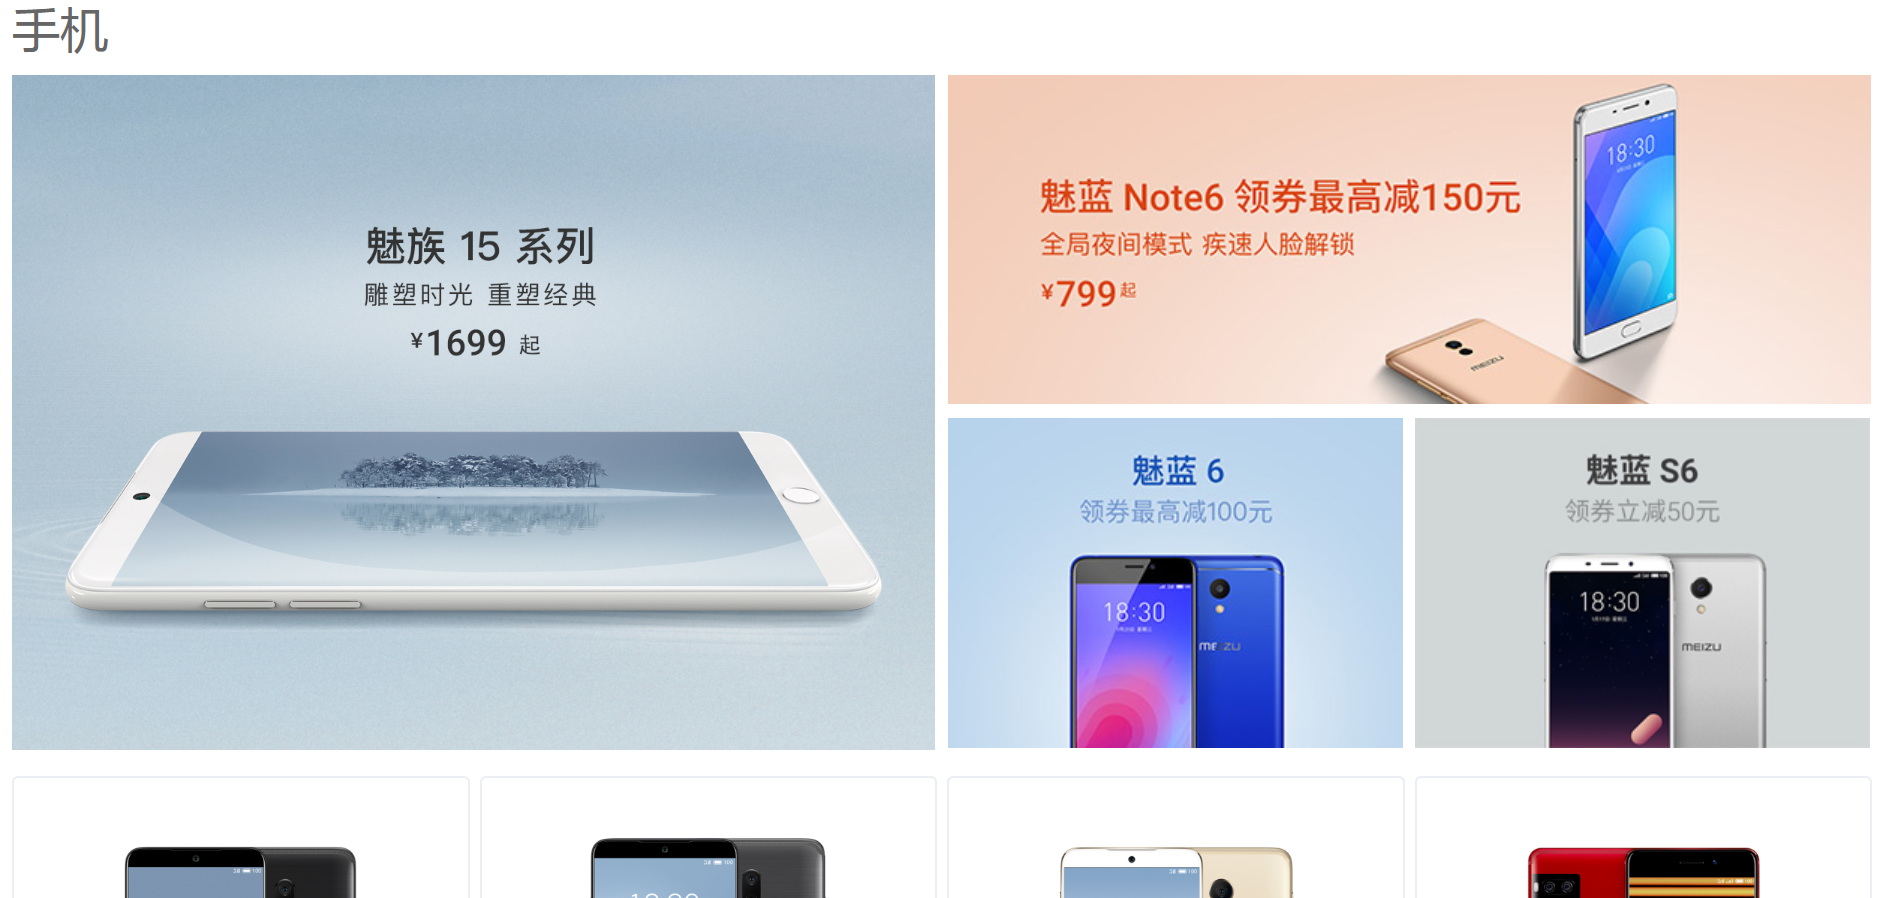 手机
魅族 15 系列
雕塑时光 重塑经典
¥1699 起
魅蓝 Note6 领券最高减150元
全局夜间模式 疾速人脸解锁
¥799起
18:30
MEIZU
魅蓝 6
领券最高减100元
18:30
MEIZU
魅蓝 S6
领券立减50元
18:30
MEIZU